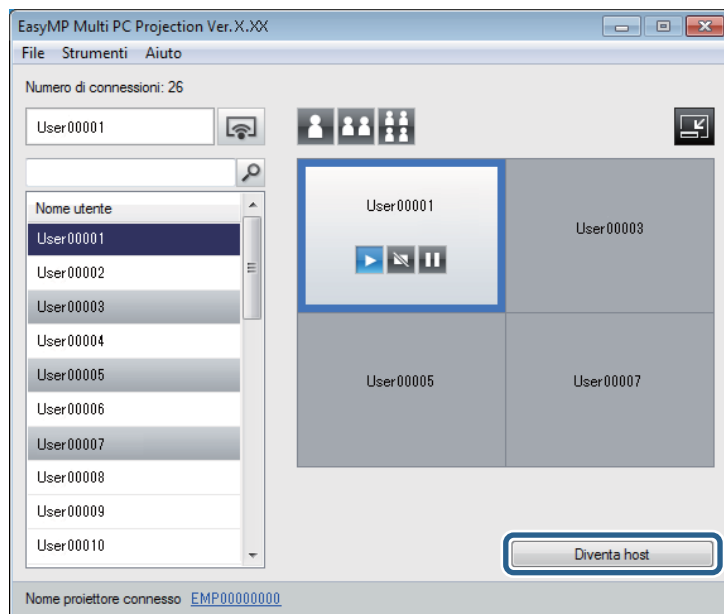 EasyMP Multi PC Projection Ver.X.XX
File Strumenti Aiuto
Numero di connessioni: 26
User00001
Nome utente
User00001
User00002
User00003
User00004
User00005
User00006
User00007
User00008
User00009
User00010
User00001
User00003
User00005
User00007
Diventa host
Nome proiettore connesso EMP00000000